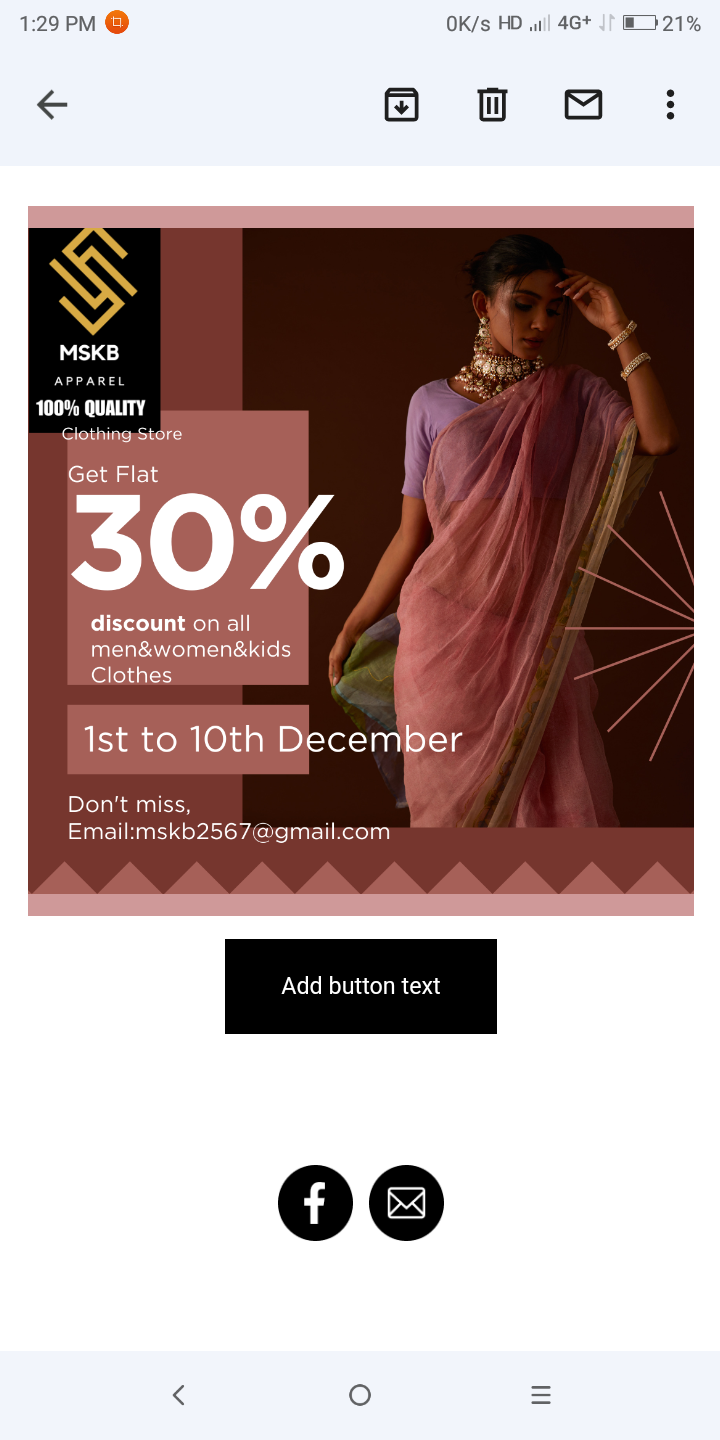 1:29 PM 0K/s HD 4G+ 21%
MSKB
APPAREL
100% QUALITY
Clothing Store
Get Flat
30%
discount on all
men&women&kids
Clothes
1st to 10th December
Don't miss,
Email:mskb2567@gmail.com
Add button text